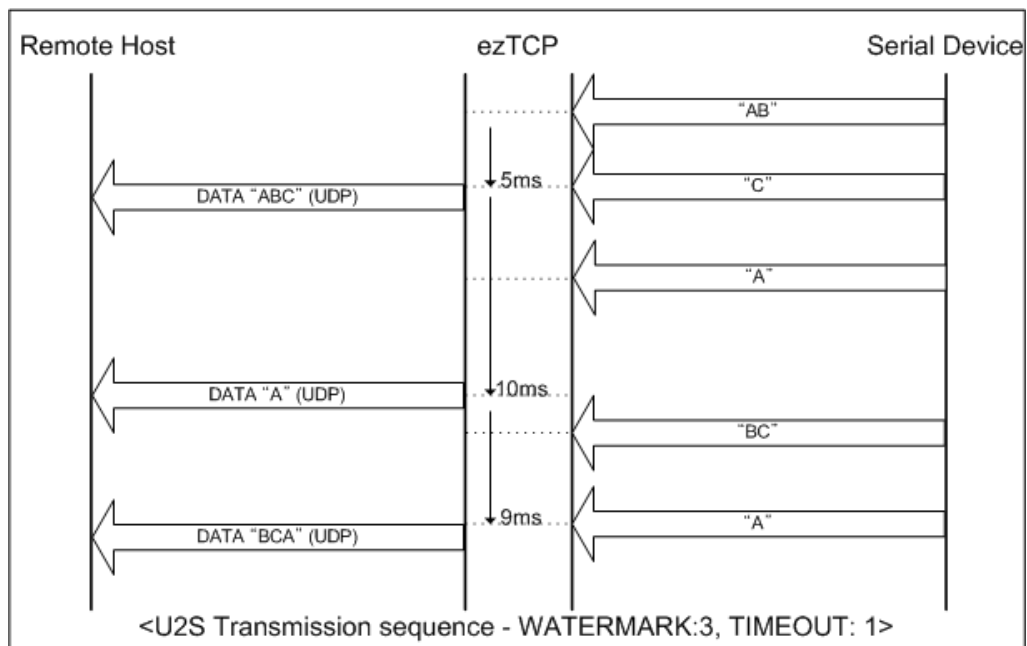 Remote Host
ezTCP
Serial Device
"AB"
5ms
"C"
DATA "ABC" (UDP)
"A"
10ms
DATA "A" (UDP)
"BC"
9ms
"A"
DATA "BCA" (UDP)
<U2S Transmission sequence - WATERMARK:3, TIMEOUT: 1>